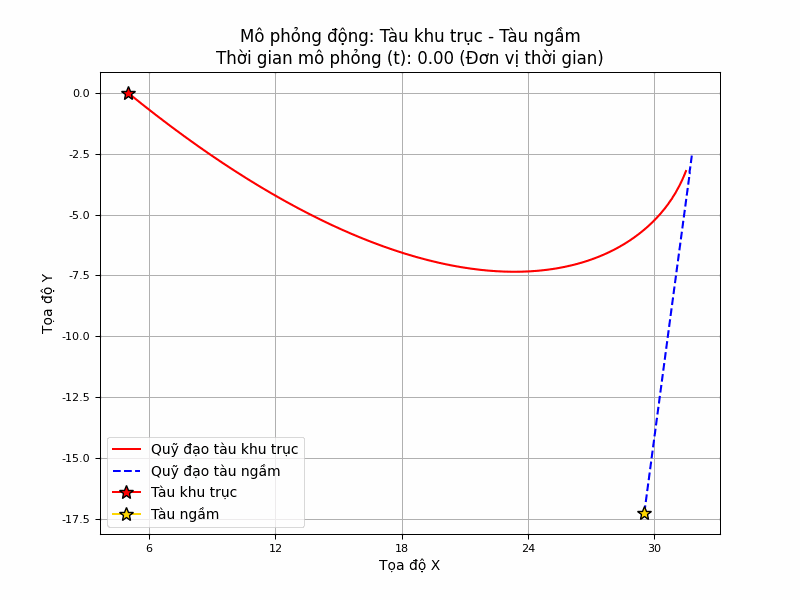 Mô phỏng động: Tàu khu trục - Tàu ngầm
Thời gian mô phỏng (t): 0.00 (Đơn vị thời gian)
Tọa độ Y
0.0
-2.5
-5.0
-7.5
-10.0
-12.5
-15.0
-17.5
Quỹ đạo tàu khu trục
Quỹ đạo tàu ngầm
Tàu khu trục
Tàu ngầm
6 12 18 24 30
Tọa độ X